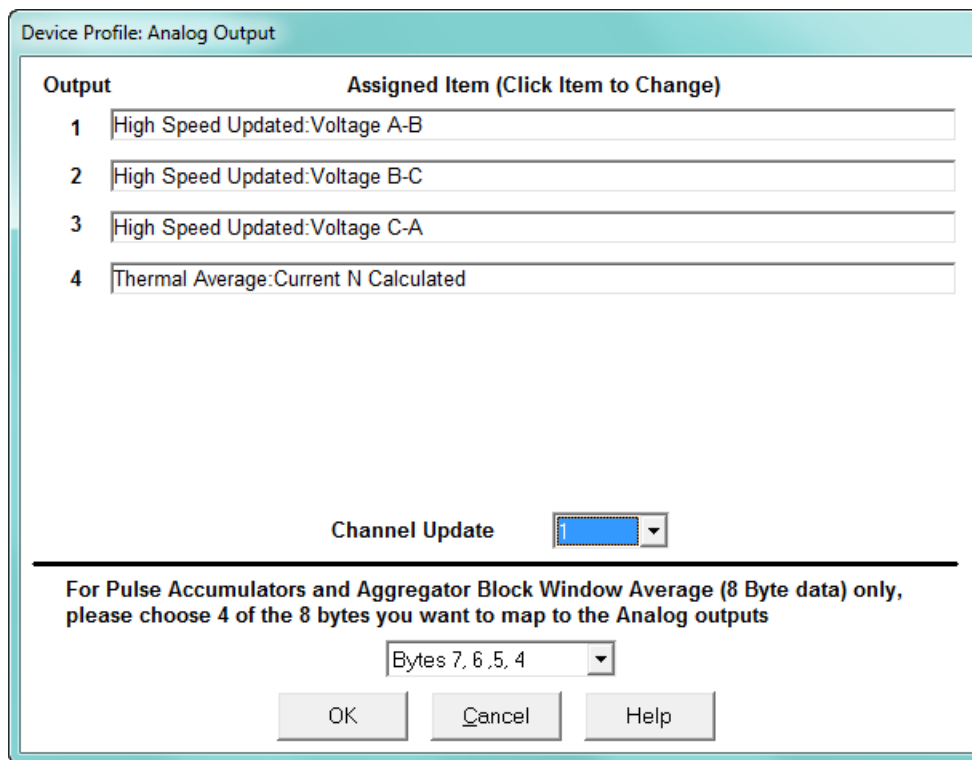 Device Profile: Analog Output
Output Assigned Item (Click Item to Change)
1 High Speed Updated:Voltage A-B
2 High Speed Updated:Voltage B-C
3 High Speed Updated:Voltage C-A
4 Thermal Average:Current N Calculated
Channel Update 1
For Pulse Accumulators and Aggregator Block Window Average (8 Byte data) only,
please choose 4 of the 8 bytes you want to map to the Analog outputs
Bytes 7, 6 ,5, 4
OK Cancel Help